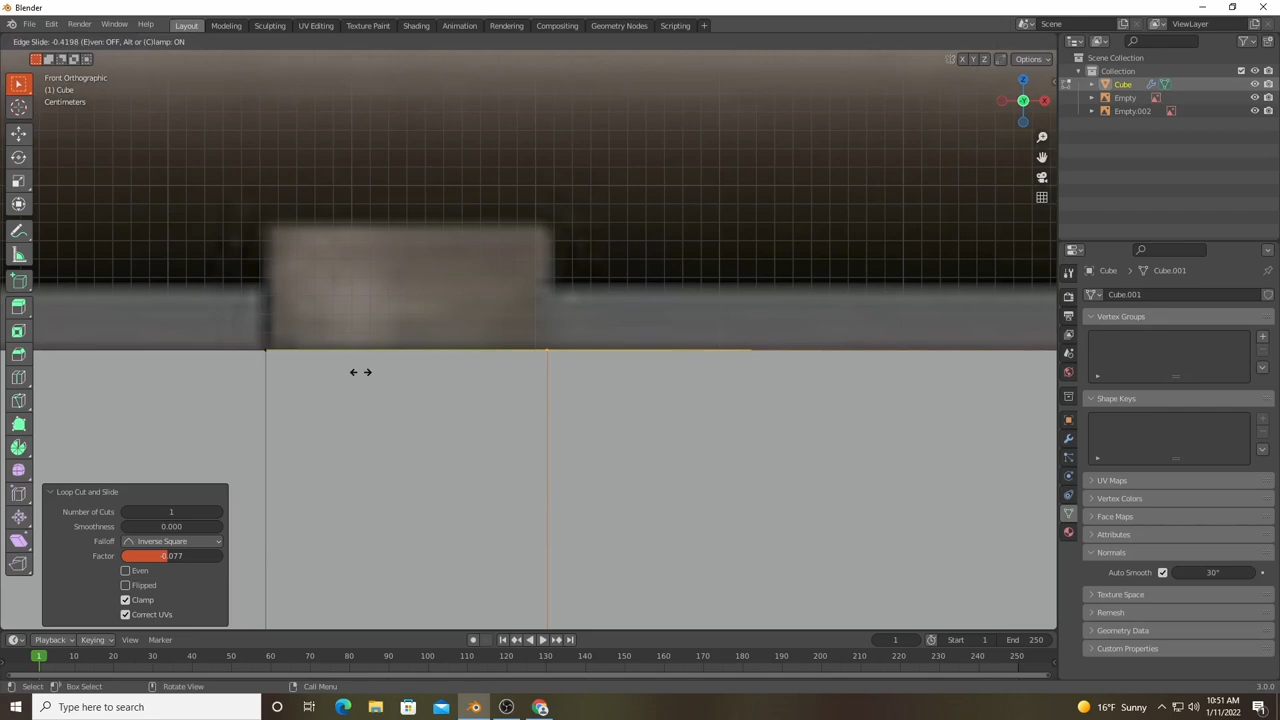 Blender
File Edit Render Window Help
Layout Modeling Sculpting UV Editing Texture Paint Shading Animation Rendering Compositing Geometry Nodes Scripting +
Scene
ViewLayer
Edge Slide: -0.4198 (E)ven: OFF, Alt or (C)lamp: ON
X Y Z Options
Front Orthographic
(1) Cube
Centimeters
Z
-Y
X
Scene Collection
Collection
Cube
Empty
Empty.002
Cube > Cube.001
Cube.001
Vertex Groups
Shape Keys
UV Maps
Vertex Colors
Face Maps
Attributes
Normals
Auto Smooth 30°
Texture Space
Remesh
Geometry Data
Custom Properties
Loop Cut and Slide
Number of Cuts 1
Smoothness 0.000
Falloff Inverse Square
Factor -0.077
Even
Flipped
Clamp
Correct UVs
Playback Keying View Marker
1 Start 1 End 250
1 10 20 30 40 50 60 70 80 90 100 110 120 130 140 150 160 170 180 190 200 210 220 230 240 250
Select Box Select Rotate View Call Menu 3.0.0
Type here to search
16°F Sunny
10:51 AM
1/11/2022